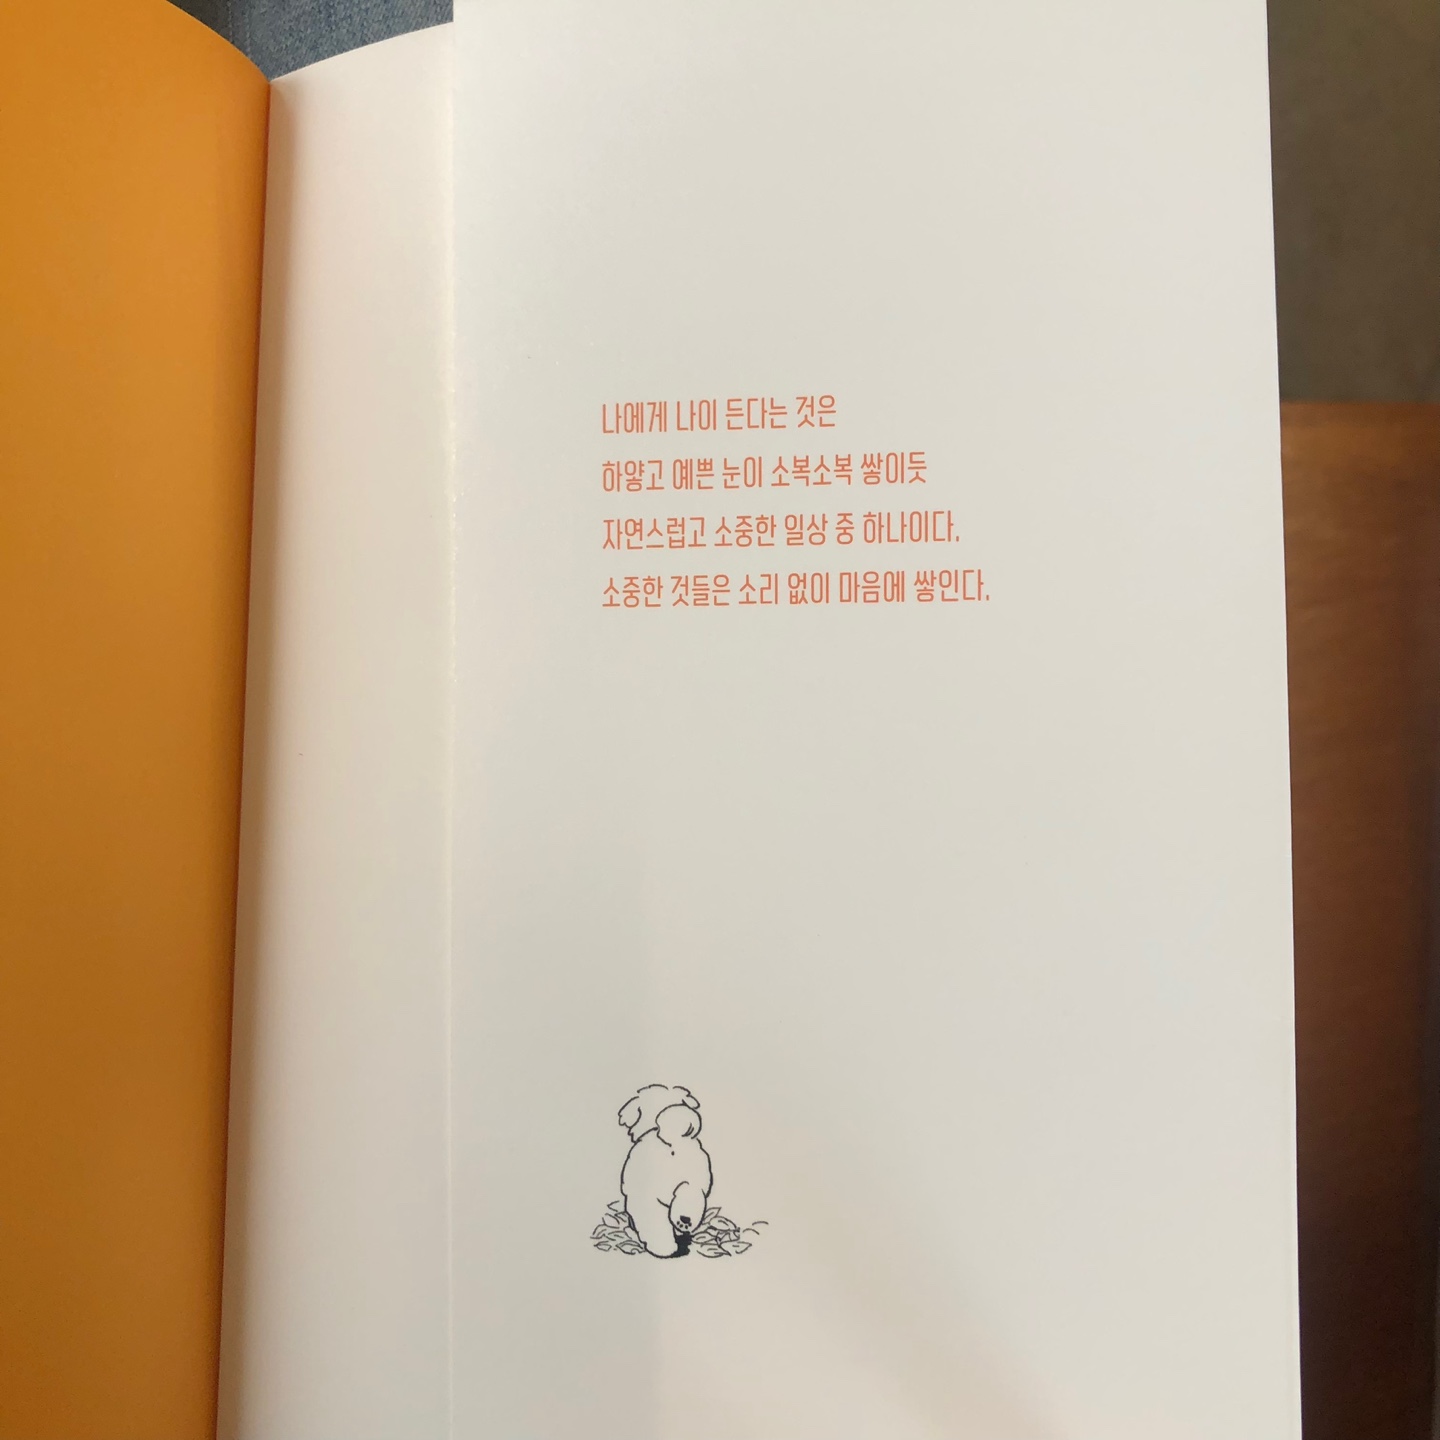 나에게 나이 든다는 것은
하얗고 예쁜 눈이 소복소복 쌓이듯
자연스럽고 소중한 일상 중 하나이다.
소중한 것들은 소리 없이 마음에 쌓인다.